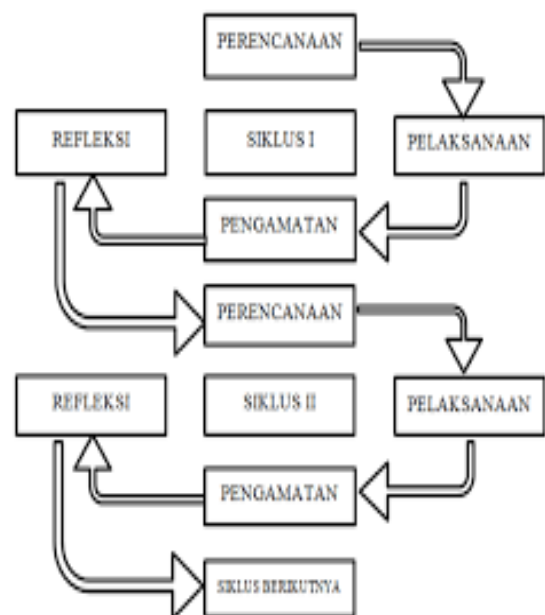 PERENCANAAN
REFLEKSI
SIKLUS I
PELAKSANAAN
PENGAMATAN
PERENCANAAN
REFLEKSI
SIKLUS II
PELAKSANAAN
PENGAMATAN
SIKLUS BERIKUTNYA